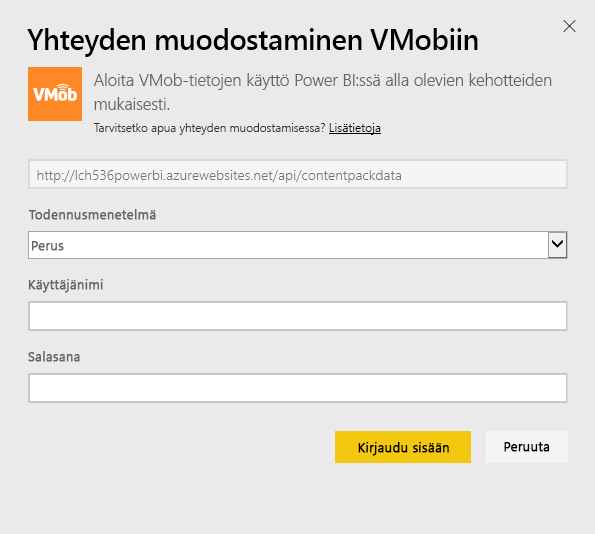 Yhteyden muodostaminen VMobiin
VMob
Aloita VMob-tietojen käyttö Power BI:ssä alla olevien kehotteiden
mukaisesti.
Tarvitsetko apua yhteyden muodostamisessa? Lisätietoja
http://lch536powerbi.azurewebsites.net/api/contentpackdata
Todennusmenetelmä
Perus
Käyttäjänimi
Salasana
Kirjaudu sisään
Peruuta